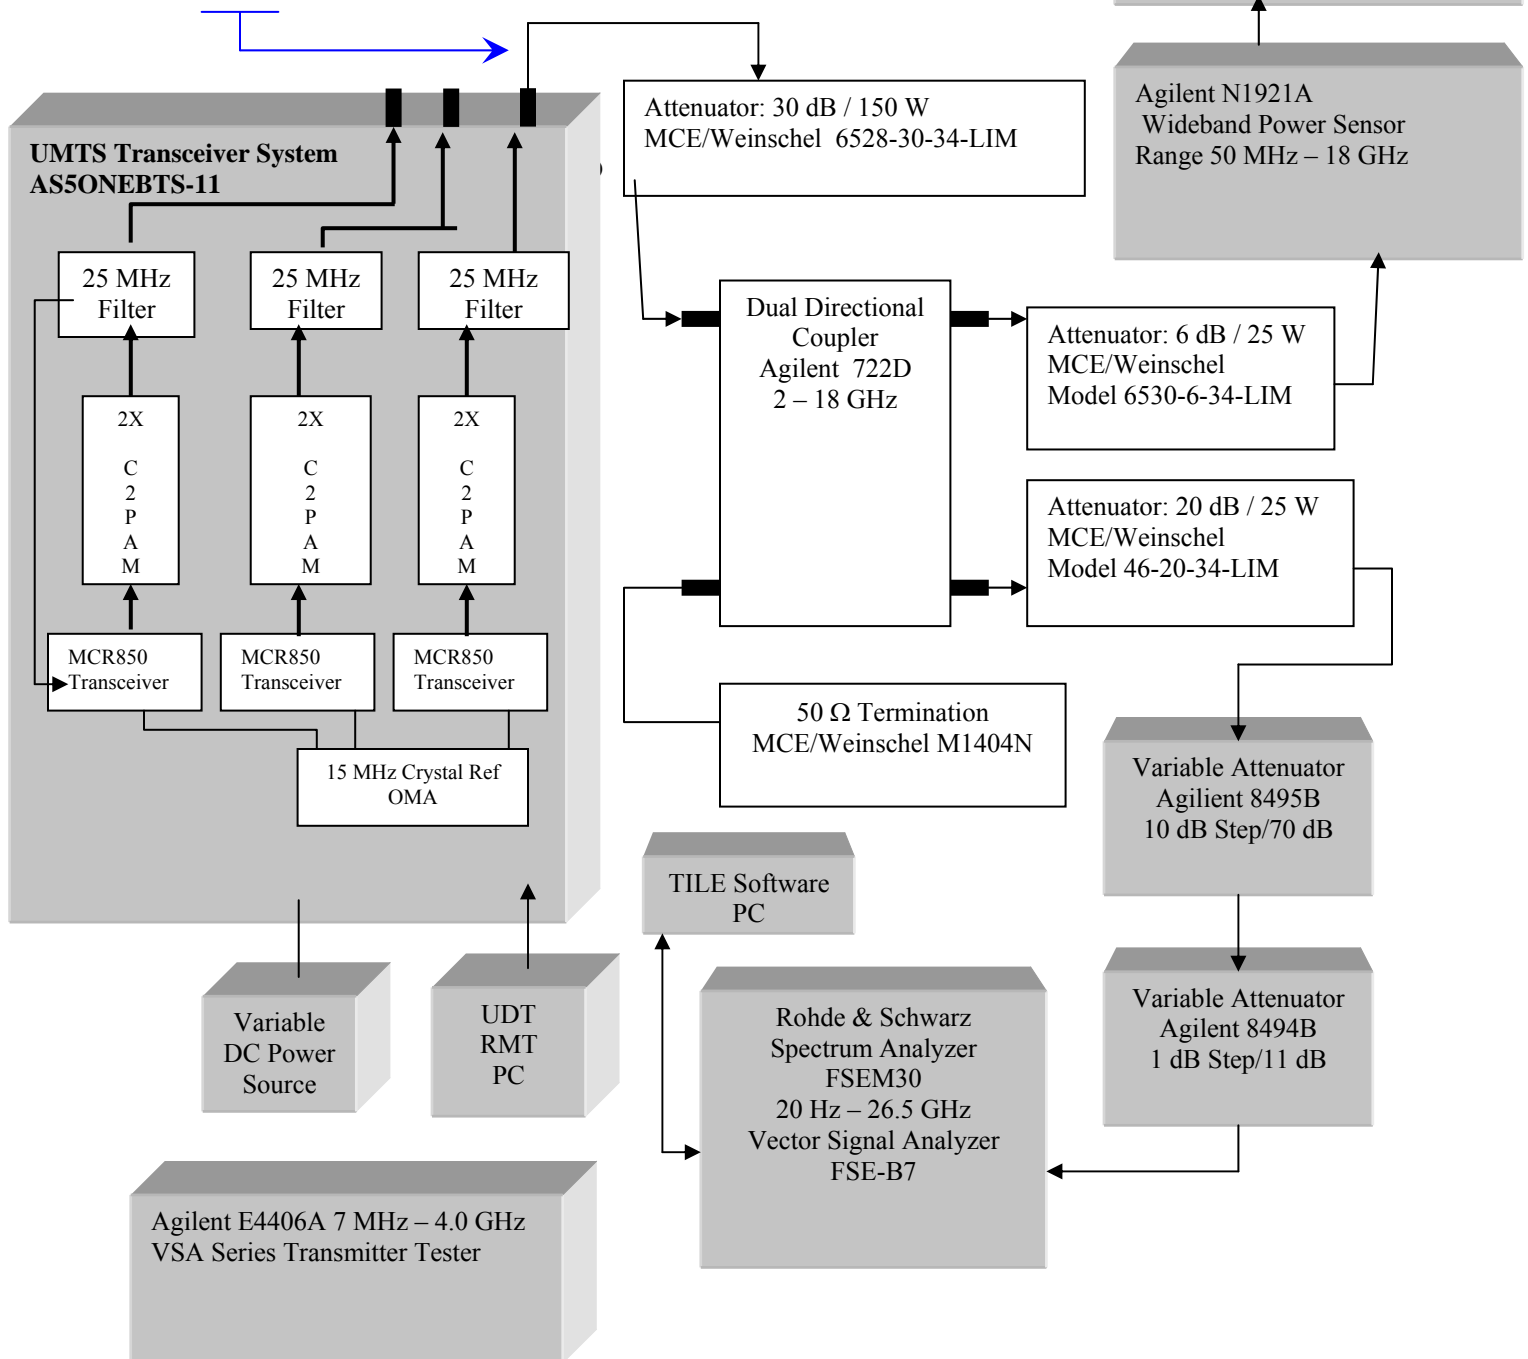 Attenuator: 30 dB / 150 W
MCE/Weinschel 6528-30-34-LIM
Agilent N1921A
Wideband Power Sensor
Range 50 MHz – 18 GHz
UMTS Transceiver System
AS5ONEBTS-11
25 MHz
Filter
25 MHz
Filter
25 MHz
Filter
2X
C
2
P
A
M
2X
C
2
P
A
M
2X
C
2
P
A
M
MCR850
Transceiver
MCR850
Transceiver
MCR850
Transceiver
15 MHz Crystal Ref
OMA
Dual Directional
Coupler
Agilent 722D
2 – 18 GHz
Attenuator: 6 dB / 25 W
MCE/Weinschel
Model 6530-6-34-LIM
Attenuator: 20 dB / 25 W
MCE/Weinschel
Model 46-20-34-LIM
50 Ω Termination
MCE/Weinschel M1404N
Variable Attenuator
Agilient 8495B
10 dB Step/70 dB
TILE Software
PC
Variable
DC Power
Source
UDT
RMT
PC
Rohde & Schwarz
Spectrum Analyzer
FSEM30
20 Hz – 26.5 GHz
Vector Signal Analyzer
FSE-B7
Variable Attenuator
Agilent 8494B
1 dB Step/11 dB
Agilent E4406A 7 MHz – 4.0 GHz
VSA Series Transmitter Tester